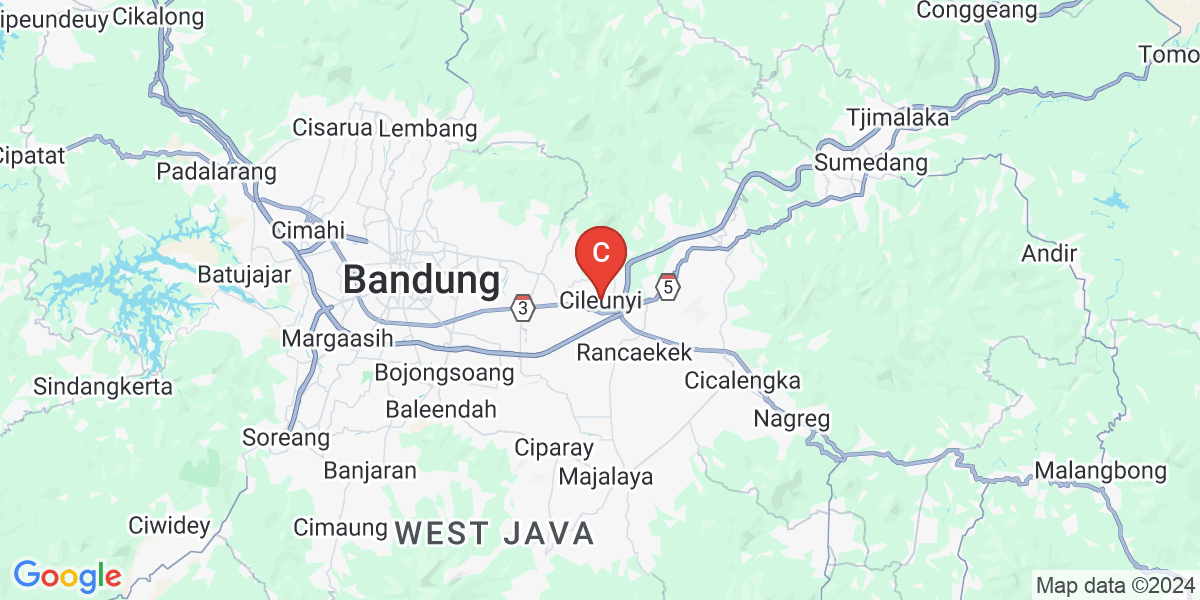 Conggeang
ipeundeuy
Cikalong
Tomo
Tjimalaka
Cisarua
Lembang
Cipatat
Sumedang
Padalarang
Cimahi
C
Andir
Batujajar
Bandung
5
Cileunyi
3
Margaasih
Rancaekek
Bojongsoang
Cicalengka
Sindangkerta
Baleendah
Nagreg
Soreang
Ciparay
Banjaran
Malangbong
Majalaya
Ciwidey
Cimaung
WEST JAVA
Google
Map data ©2024